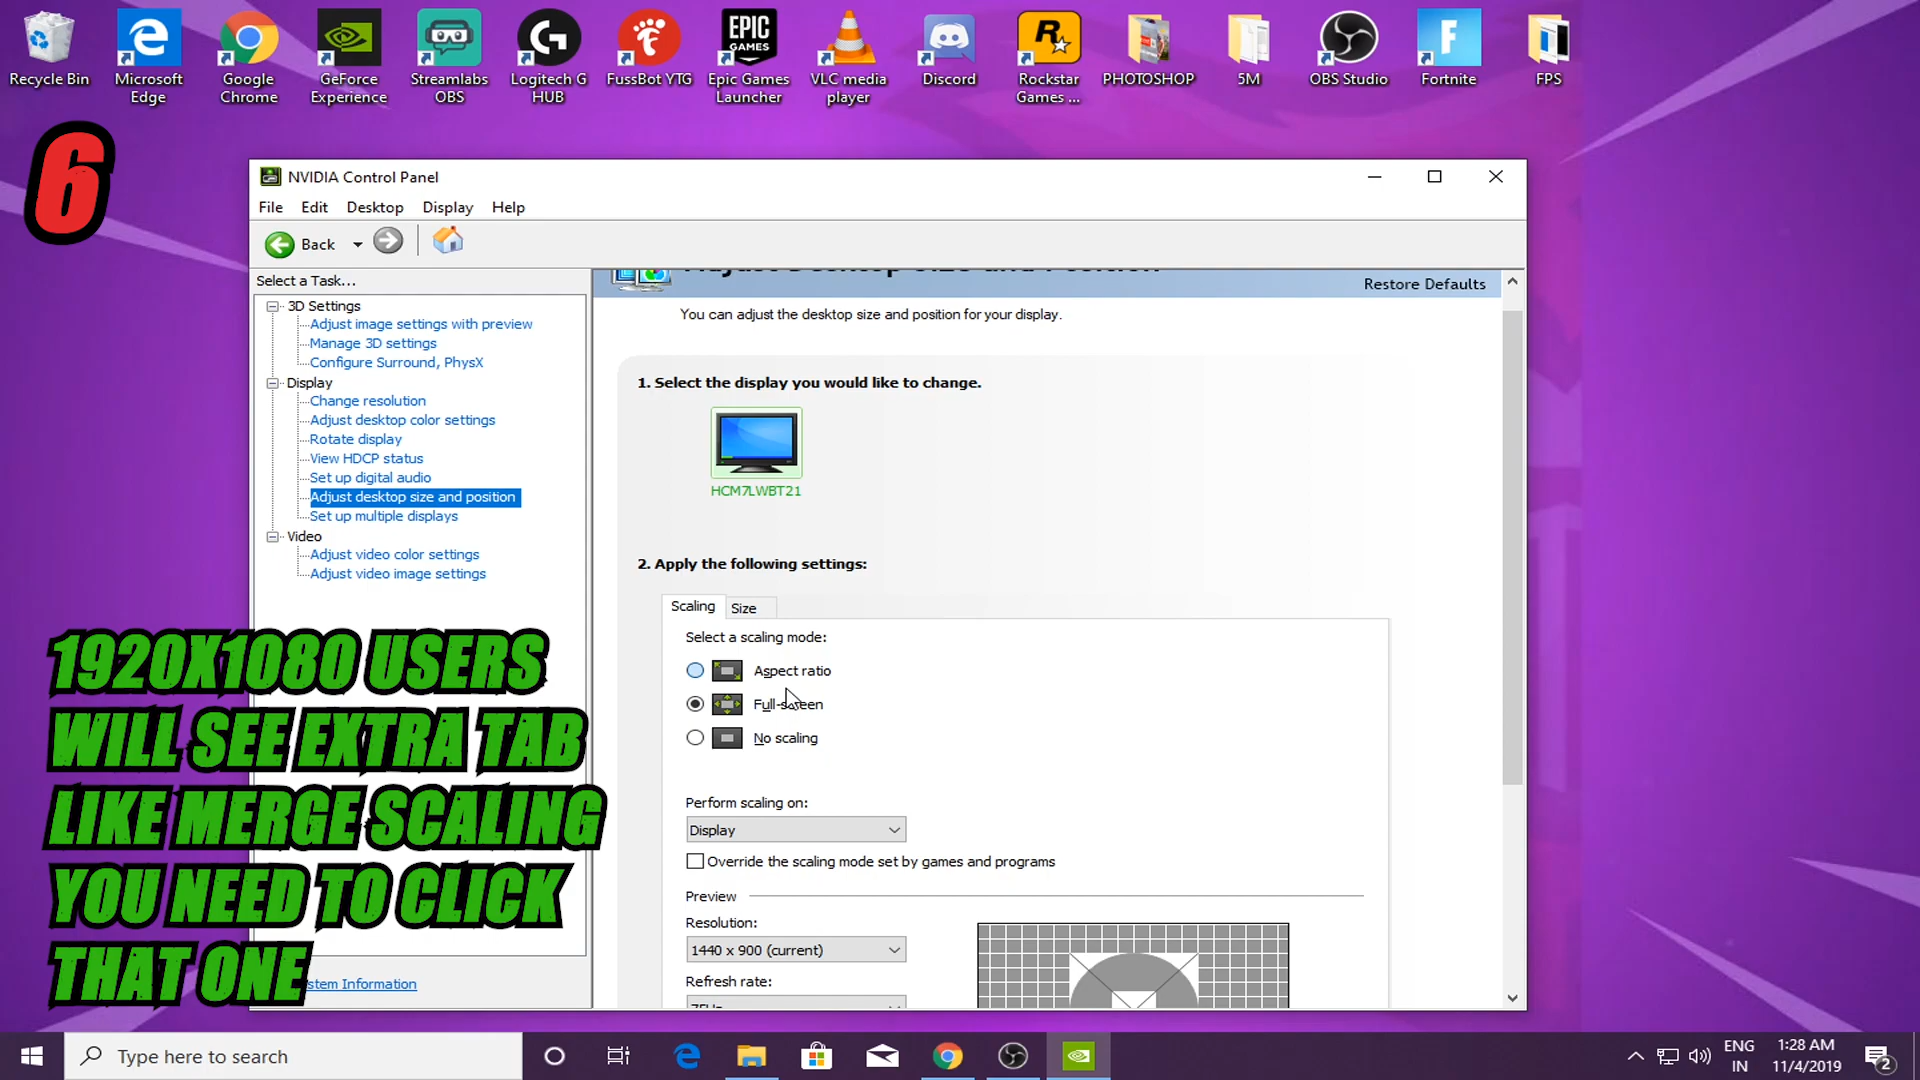 Recycle Bin
Microsoft
Edge
Google
Chrome
GeForce
Experience
Streamlabs
OBS
Logitech G
HUB
FussBot YTG
EPIC
GAMES
Epic Games
Launcher
VLC media
player
Discord
Rockstar
Games ...
PHOTOSHOP
5M
OBS Studio
Fortnite
FPS
6
NVIDIA Control Panel
File Edit Desktop Display Help
Back
Select a Task...
3D Settings
Adjust image settings with preview
Manage 3D settings
Configure Surround, PhysX
Display
Change resolution
Adjust desktop color settings
Rotate display
View HDCP status
Set up digital audio
Adjust desktop size and position
Set up multiple displays
Video
Adjust video color settings
Adjust video image settings
Adjust Desktop Size and Position
Restore Defaults
You can adjust the desktop size and position for your display.
1. Select the display you would like to change.
HCM7LWBT21
2. Apply the following settings:
Scaling Size
Select a scaling mode:
Aspect ratio
Full-screen
No scaling
Perform scaling on:
Display
Override the scaling mode set by games and programs
Preview
Resolution:
1440 x 900 (current)
Refresh rate:
75Hz
1920X1080 USERS
WILL SEE EXTRA TAB
LIKE MERGE SCALING
YOU NEED TO CLICK
THAT ONE
stem Information
Type here to search
ENG
IN
1:28 AM
11/4/2019
2